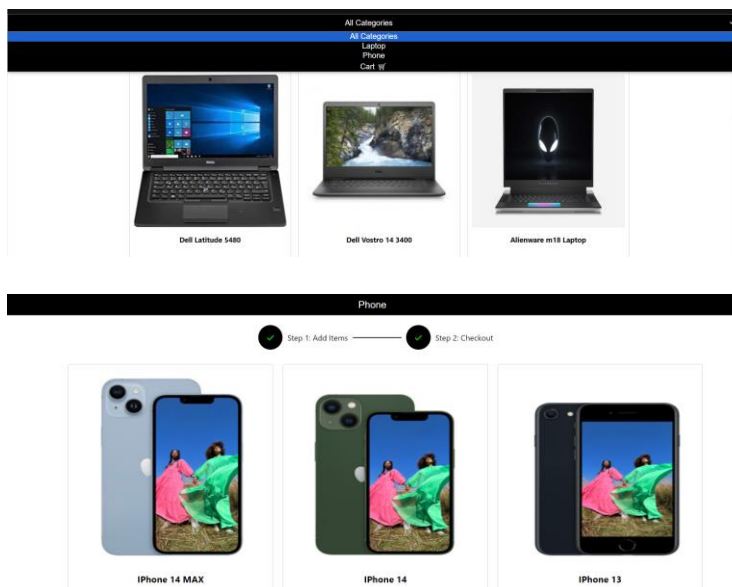 All Categories
All Categories
Laptop
Phone
Cart 🛒
Dell Latitude 5480
Dell Vostro 14 3400
Alienware m18 Laptop
Phone
Step 1: Add Items
Step 2: Checkout
IPhone 14 MAX
IPhone 14
IPhone 13